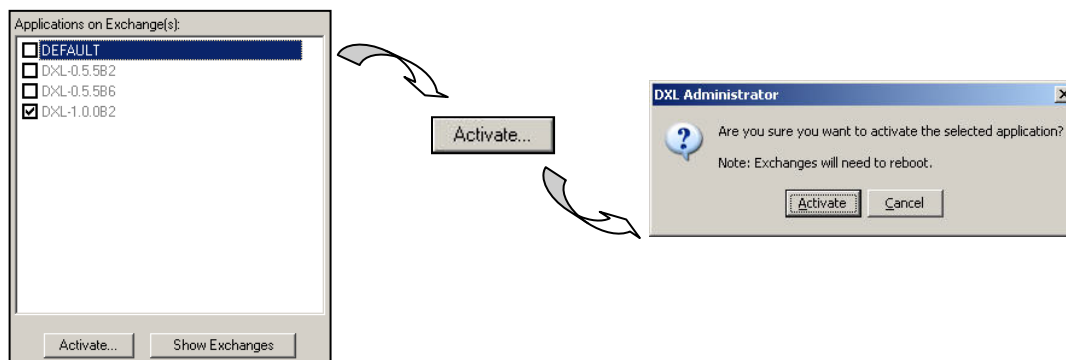 Applications on Exchange(s):
DEFAULT
DXL-0.5.5B2
DXL-0.5.5B6
DXL-1.0.0B2
Activate...
Show Exchanges
Activate...
DXL Administrator
Are you sure you want to activate the selected application?
Note: Exchanges will need to reboot.
Activate
Cancel